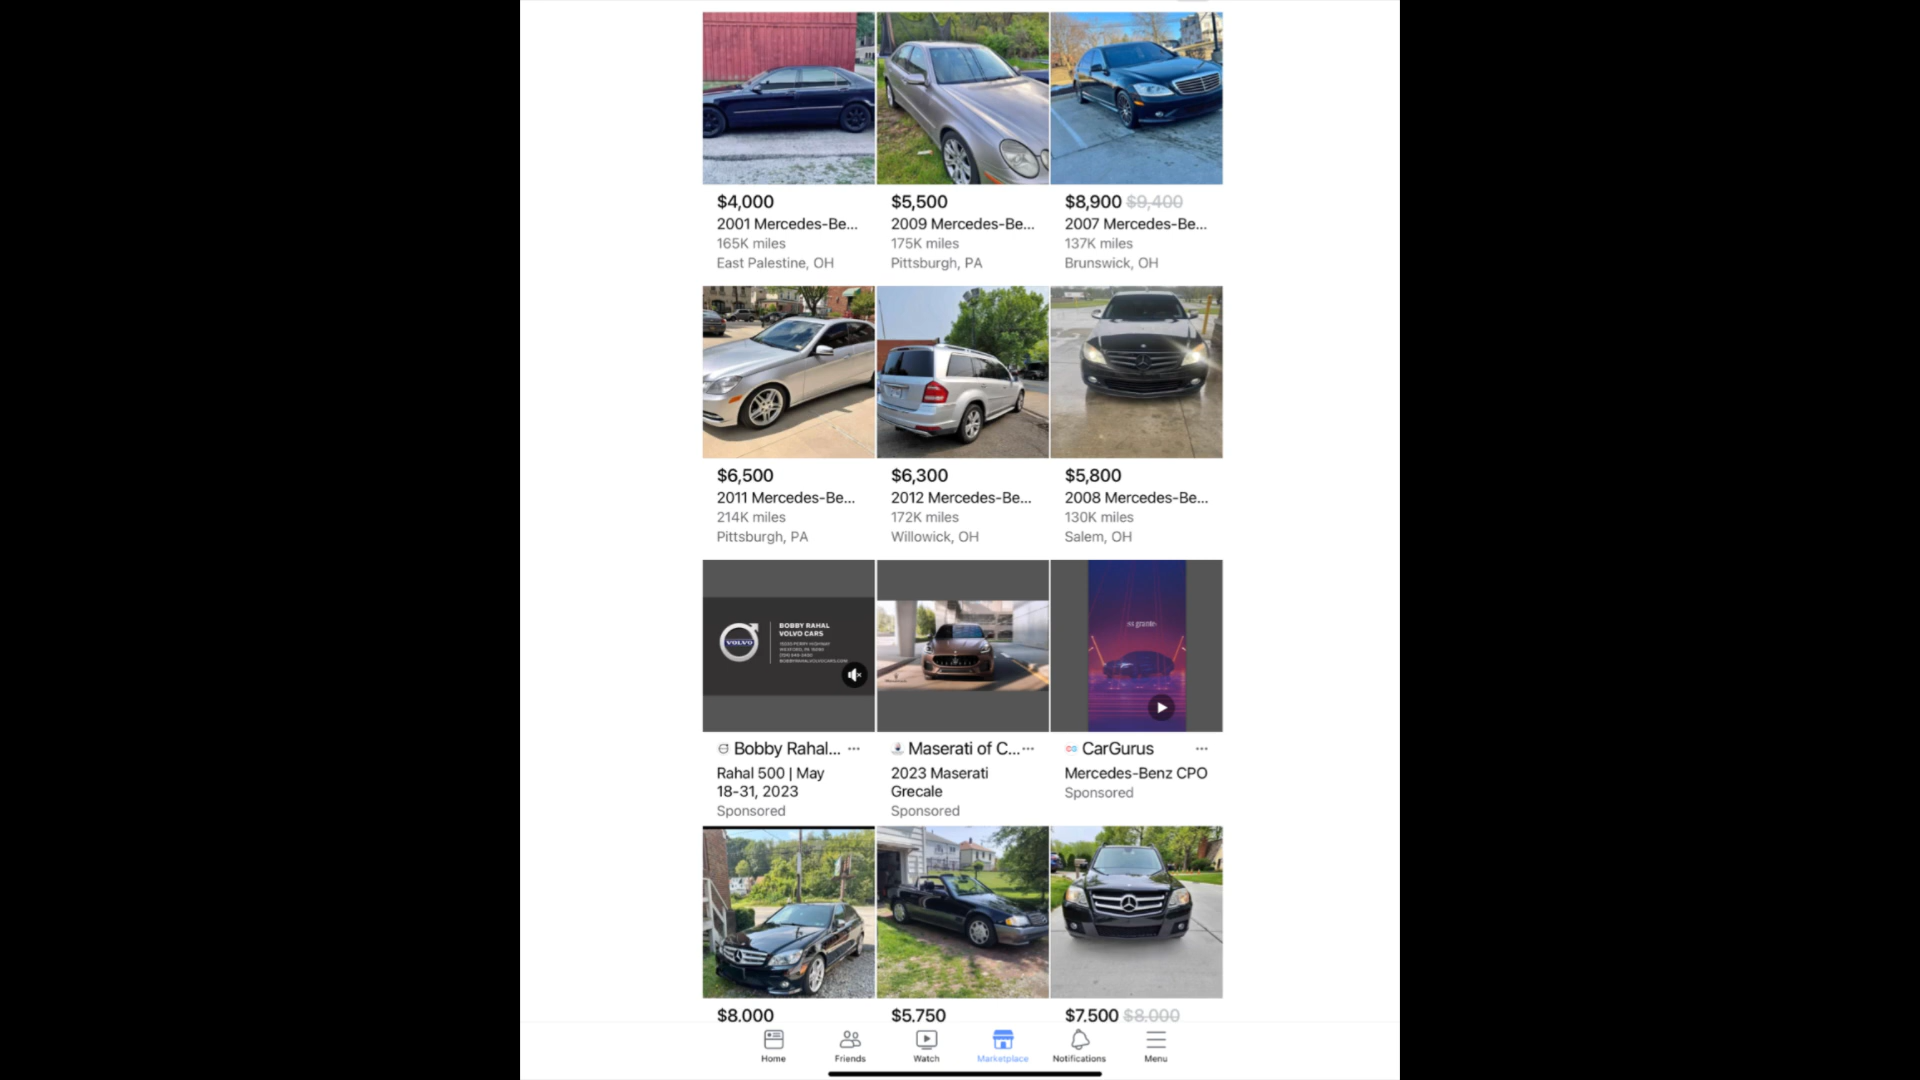 $4,000
2001 Mercedes-Be...
165K miles
East Palestine, OH
$5,500
2009 Mercedes-Be...
175K miles
Pittsburgh, PA
$8,900 $9,400
2007 Mercedes-Be...
137K miles
Brunswick, OH
$6,500
2011 Mercedes-Be...
214K miles
Pittsburgh, PA
$6,300
2012 Mercedes-Be...
172K miles
Willowick, OH
$5,800
2008 Mercedes-Be...
130K miles
Salem, OH
VOLVO
BOBBY RAHAL
VOLVO CARS
Bobby Rahal...
Rahal 500 | May
18-31, 2023
Sponsored
Maserati of C...
2023 Maserati
Grecale
Sponsored
CarGurus
Mercedes-Benz CPO
Sponsored
$8,000
$5,750
$7,500 $8,000
Home
Friends
Watch
Marketplace
Notifications
Menu